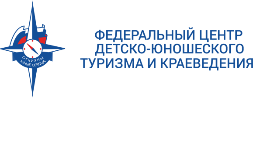 ФЕДЕРАЛЬНЫЙ ЦЕНТР
ДЕТСКО-ЮНОШЕСКОГО
ТУРИЗМА И КРАЕВЕДЕНИЯ